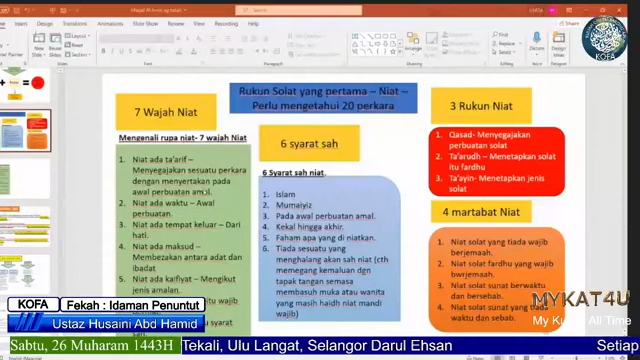 Rukun Solat yang pertama – Niat –
Perlu mengetahui 20 perkara
7 Wajah Niat
Mengenali rupa niat- 7 wajah Niat
1. Niat ada ta'arif –
Menyegajakan sesuatu perkara
dengan menyertakan pada
awal perbuatan amil.
2. Niat ada waktu – Awal
perbuatan.
3. Niat ada tempat keluar – Dari
hati.
4. Niat ada maksud –
Membezakan antara adat dan
ibadat
5. Niat ada kaifiyat – Mengikut
jenis amalan.
6 syarat sah
6 Syarat sah niat.
1. Islam
2. Mumaiyiz
3. Pada awal perbuatan amal.
4. Kekal hingga akhir.
5. Faham apa yang di niatkan.
6. Tiada sesuatu yang
menghalang akan sah niat (cth
memegang kemaluan dgn
tapak tangan semasa
membasuh muka atau wanita
yang masih haidh niat mandi
wajib)
3 Rukun Niat
1. Qasad- Menyegajakan
perbuatan solat
2. Ta'arudh – Menetapkan solat
itu fardhu
3. Ta'ayin- Menetapkan jenis
solat
4 martabat Niat
1. Niat solat yang tiada wajib
berjemaah.
2. Niat solat fardhu yang wajib
bwrjemaah.
3. Niat solat sunat berwaktu
dan bersebab.
4. Niat solat sunat yang tiada
waktu dan sebab.
KOFA
MYKAT4U
KOFA
Fekah : Idaman Penuntut
Ustaz Husaini Abd Hamid
Sabtu, 26 Muharam 1443H
Tekali, Ulu Langat, Selangor Darul Ehsan
Setiap